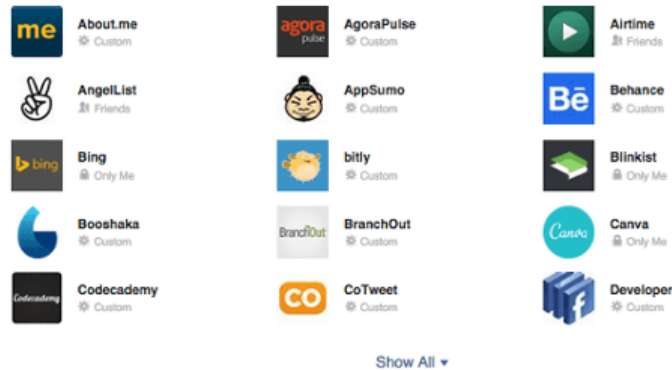 me About.me
Custom
agora pulse AgoraPulse
Custom
Airtime
Friends
AngelList
Friends
AppSumo
Custom
Bē Behance
Custom
bing Bing
Only Me
bitly
Custom
Blinkist
Only Me
Booshaka
Custom
BranchOut BranchOut
Custom
Canva Canva
Only Me
Codecademy Codecademy
Custom
CO CoTweet
Custom
f Developer
Custom
Show All